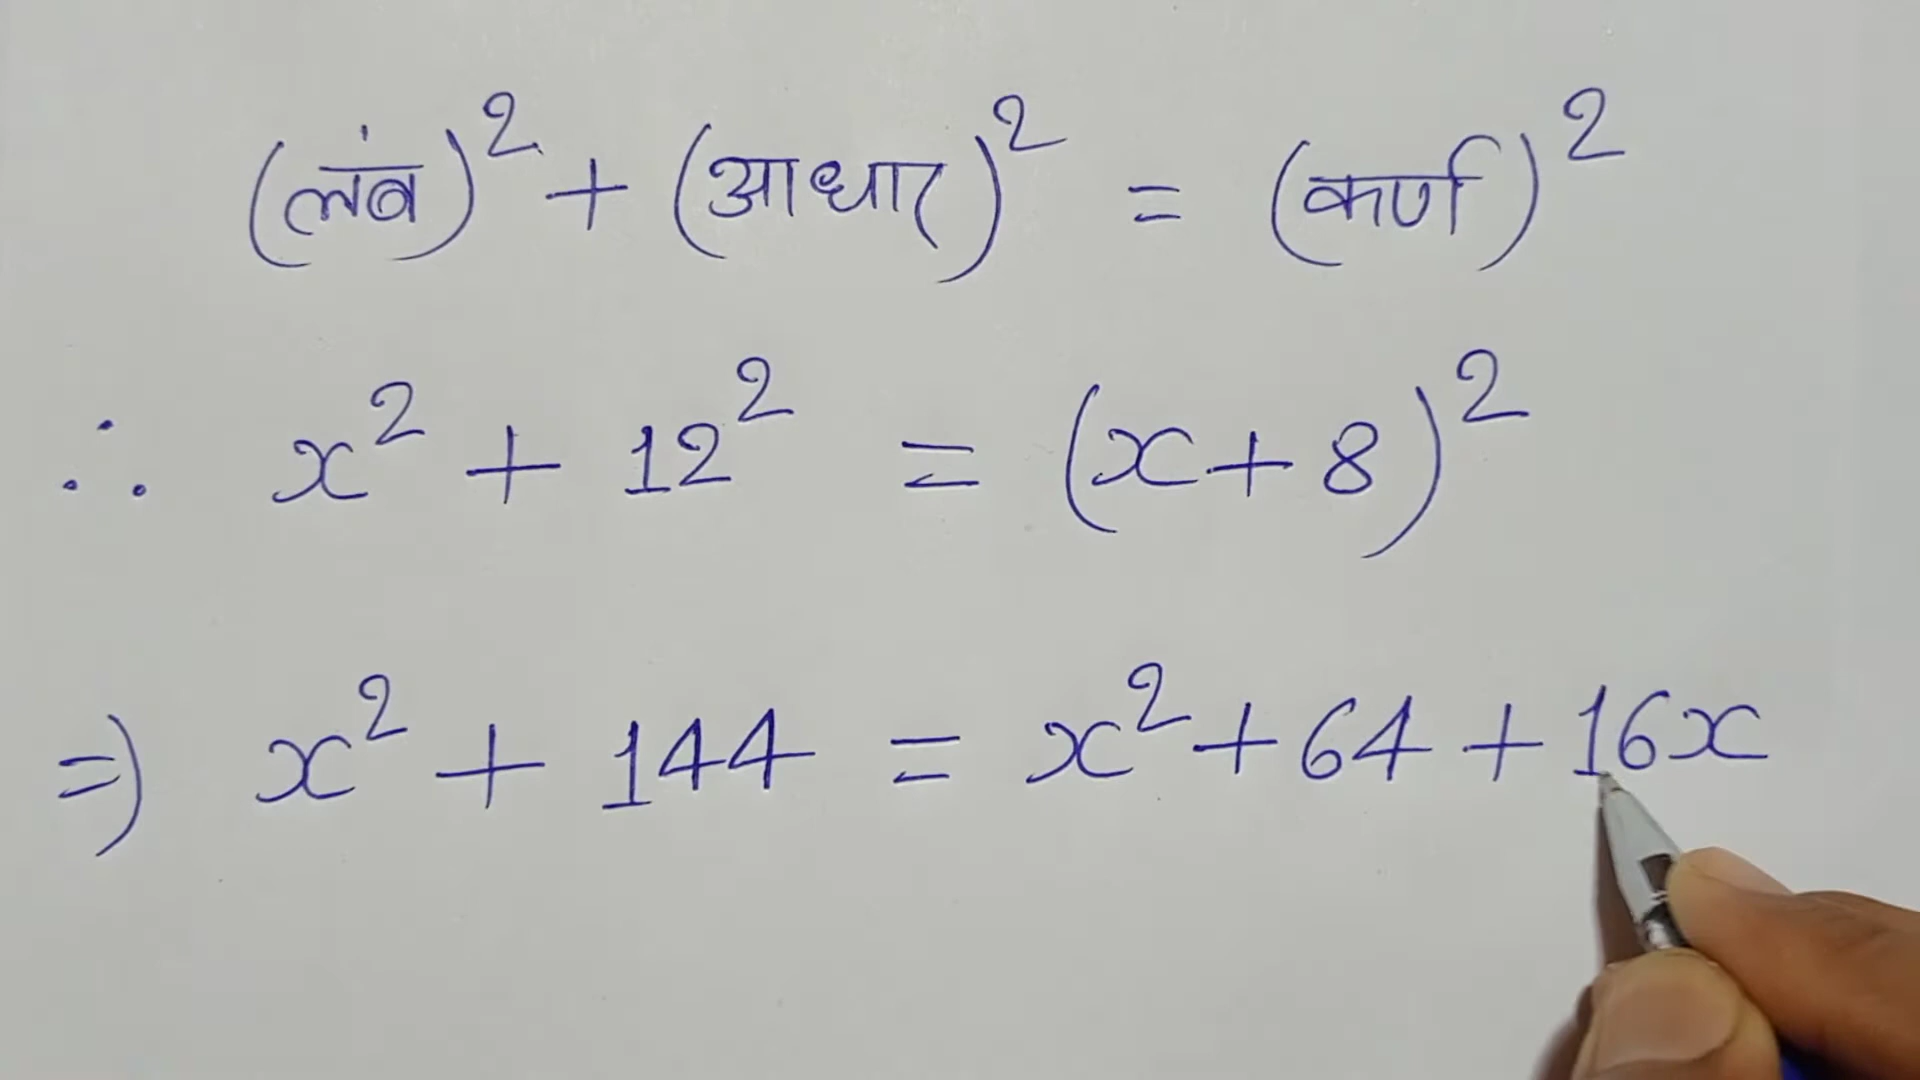 (लंब)² + (आधार)² = (कर्ण)²
∴ x² + 12² = (x + 8)²
⇒ x² + 144 = x² + 64 + 16x